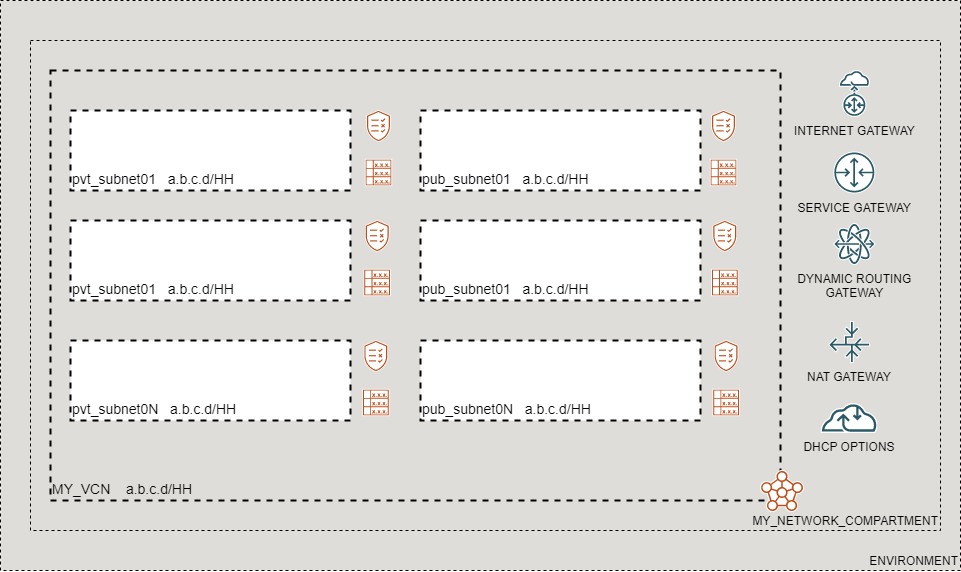 pvt_subnet01 a.b.c.d/HH
pub_subnet01 a.b.c.d/HH
pvt_subnet01 a.b.c.d/HH
pub_subnet01 a.b.c.d/HH
pvt_subnet0N a.b.c.d/HH
pub_subnet0N a.b.c.d/HH
MY_VCN a.b.c.d/HH
INTERNET GATEWAY
SERVICE GATEWAY
DYNAMIC ROUTING
GATEWAY
NAT GATEWAY
DHCP OPTIONS
MY_NETWORK_COMPARTMENT
ENVIRONMENT